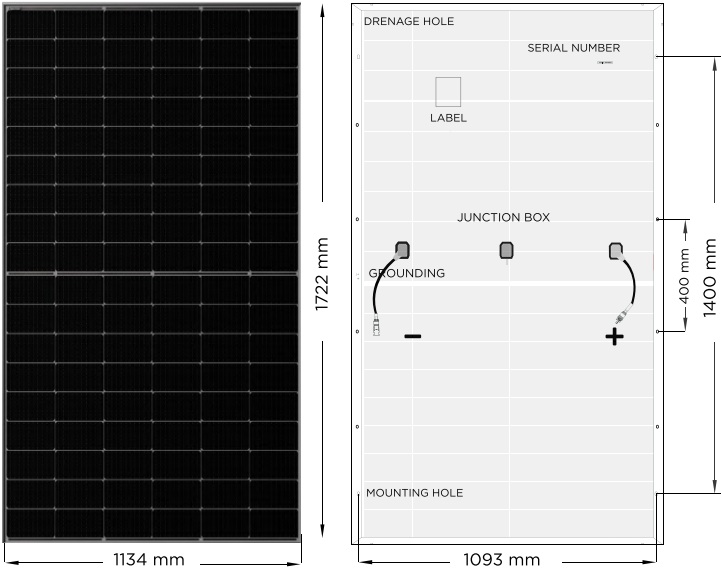 DRENAGE HOLE
SERIAL NUMBER
LABEL
JUNCTION BOX
GROUNDING
1722 mm
400 mm
1400 mm
− +
MOUNTING HOLE
1134 mm
1093 mm